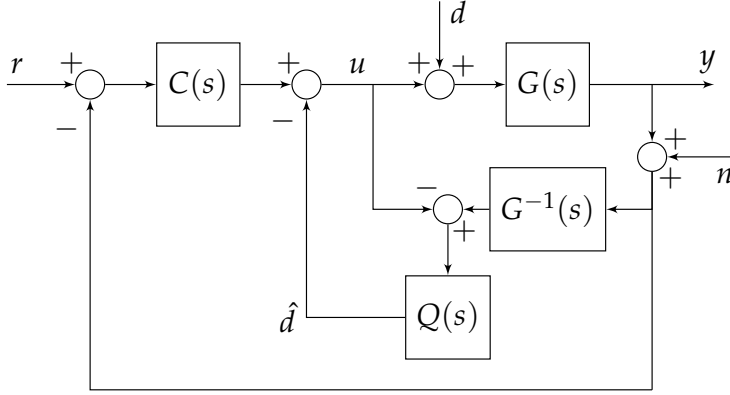 d
r
+
C(s)
+
u
+
+
G(s)
y
−
−
+
+
n
−
+
G⁻¹(s)
d̂
Q(s)